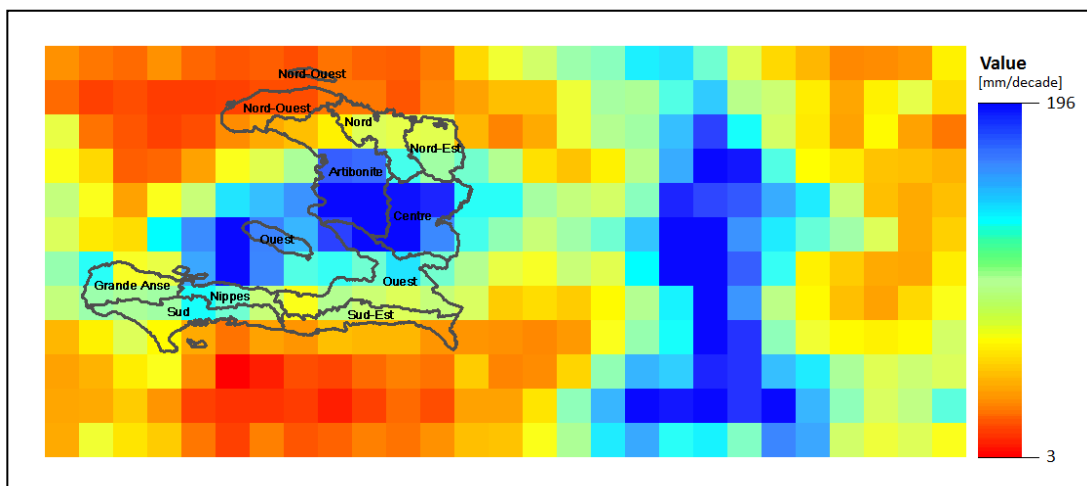 Nord-Ouest
Value
[mm/decade]
196
Nord-Ouest
Nord
Nord-Est
Artibonite
Centre
Ouest
Ouest
Grande Anse
Nippes
Sud
Sud-Est
3